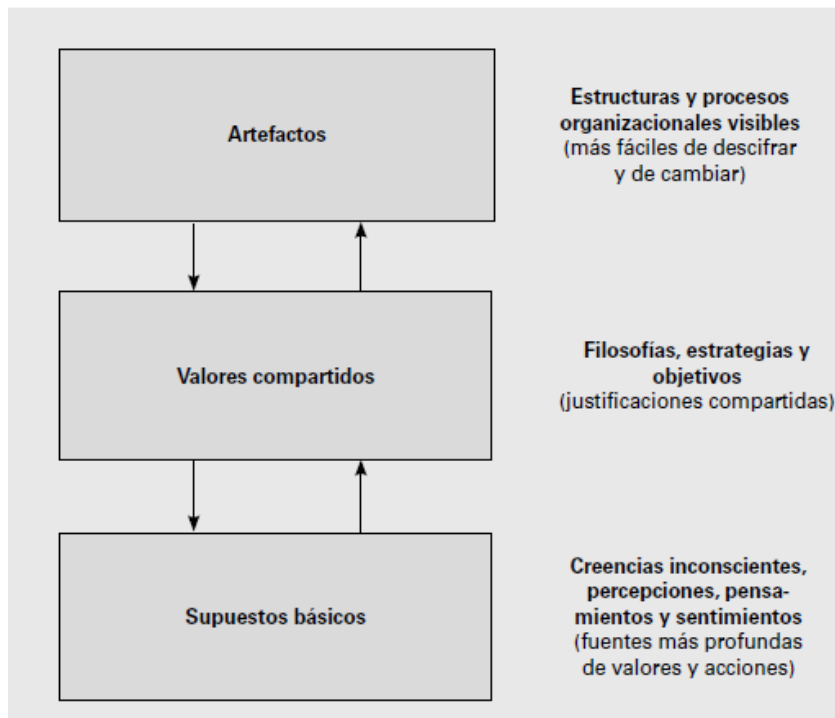 Artefactos
Estructuras y procesos
organizacionales visibles
(más fáciles de descifrar
y de cambiar)
Valores compartidos
Filosofías, estrategias y
objetivos
(justificaciones compartidas)
Supuestos básicos
Creencias inconscientes,
percepciones, pensa-
mientos y sentimientos
(fuentes más profundas
de valores y acciones)